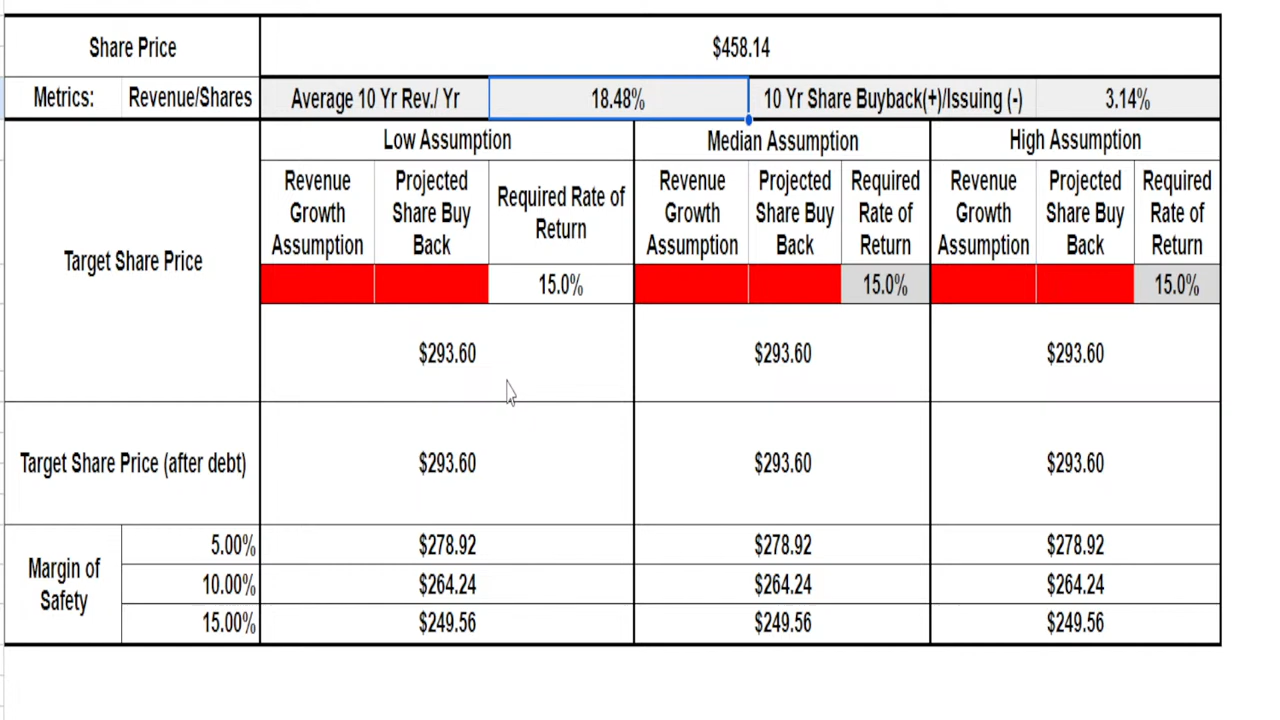 Share Price $458.14
Metrics: Revenue/Shares Average 10 Yr Rev./ Yr 18.48% 10 Yr Share Buyback(+)/Issuing (-) 3.14%
Low Assumption Median Assumption High Assumption
Target Share Price
Revenue
Growth
Assumption
Projected
Share Buy
Back
Required Rate of
Return
Revenue
Growth
Assumption
Projected
Share Buy
Back
Required
Rate of
Return
Revenue
Growth
Assumption
Projected
Share Buy
Back
Required
Rate of
Return
15.0% 15.0% 15.0%
$293.60 $293.60 $293.60
Target Share Price (after debt) $293.60 $293.60 $293.60
Margin of
Safety
5.00% $278.92 $278.92 $278.92
10.00% $264.24 $264.24 $264.24
15.00% $249.56 $249.56 $249.56